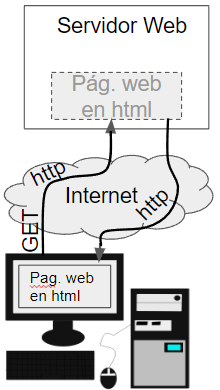 Servidor Web
Pág. web
en html
http
Internet
http
GET
Pag. web
en html